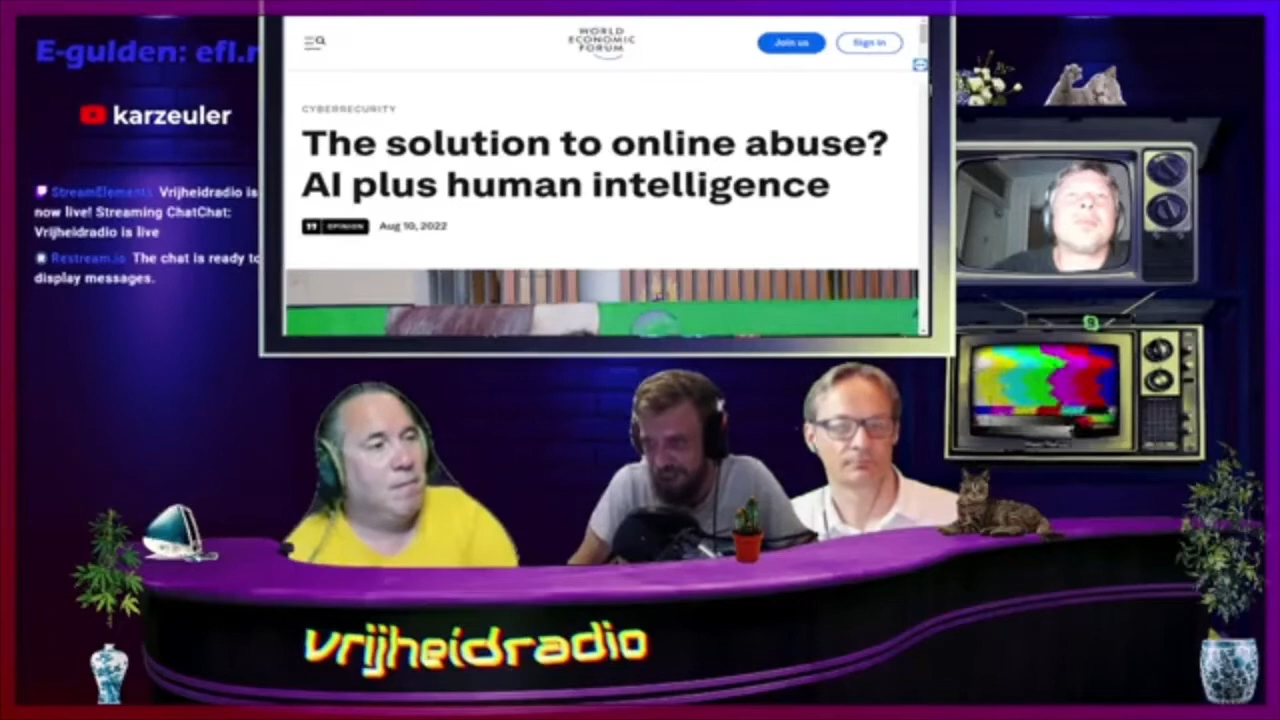 E-gulden: efl.n
karzeuler
StreamElements Vrijheidradio is
now live! Streaming ChatChat:
Vrijheidradio is live
Restream.io The chat is ready to
display messages.
WORLD
ECONOMIC
FORUM
Join us
Sign in
CYBERSECURITY
The solution to online abuse?
AI plus human intelligence
OPINION Aug 10, 2022
vrijheidradio